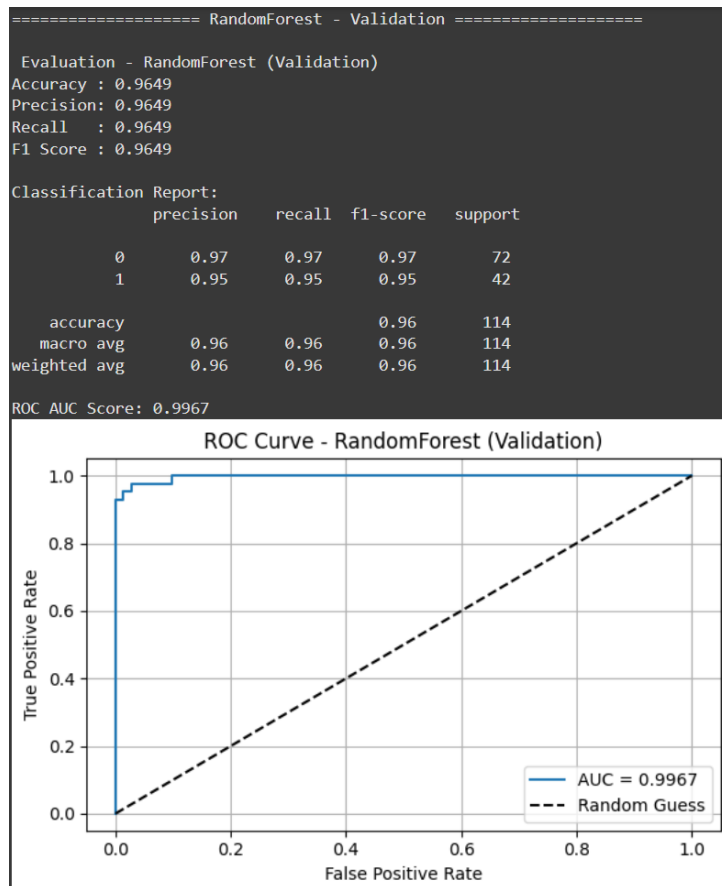 ==================== RandomForest - Validation ====================
Evaluation - RandomForest (Validation)
Accuracy : 0.9649
Precision: 0.9649
Recall   : 0.9649
F1 Score : 0.9649
Classification Report:
              precision    recall  f1-score   support
           0       0.97      0.97      0.97        72
           1       0.95      0.95      0.95        42
    accuracy                           0.96       114
   macro avg       0.96      0.96      0.96       114
weighted avg       0.96      0.96      0.96       114
ROC AUC Score: 0.9967
ROC Curve - RandomForest (Validation)
1.0
0.8
0.6
0.4
0.2
0.0
True Positive Rate
AUC = 0.9967
Random Guess
0.0 0.2 0.4 0.6 0.8 1.0
False Positive Rate